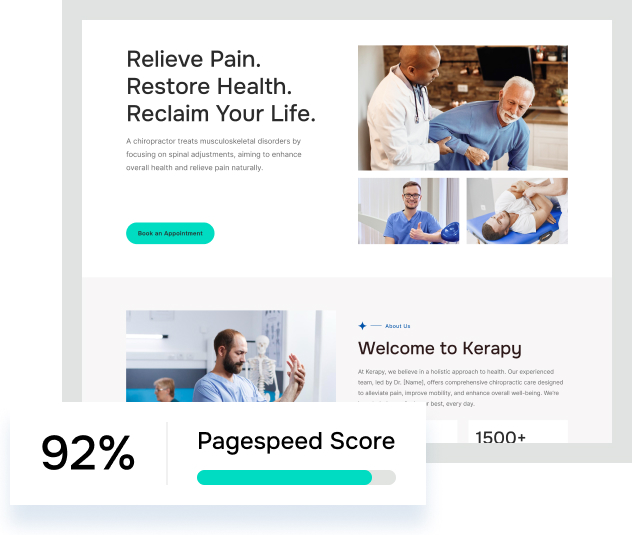 Relieve Pain.
Restore Health.
Reclaim Your Life.
A chiropractor treats musculoskeletal disorders by
focusing on spinal adjustments, aiming to enhance
overall health and relieve pain naturally.
Book an Appointment
About Us
Welcome to Kerapy
At Kerapy, we believe in a holistic approach to health. Our experienced
team, led by Dr. [Name], offers comprehensive chiropractic care designed
to alleviate pain, improve mobility, and enhance overall well-being. We're
best, every day.
1500+
92%
Pagespeed Score